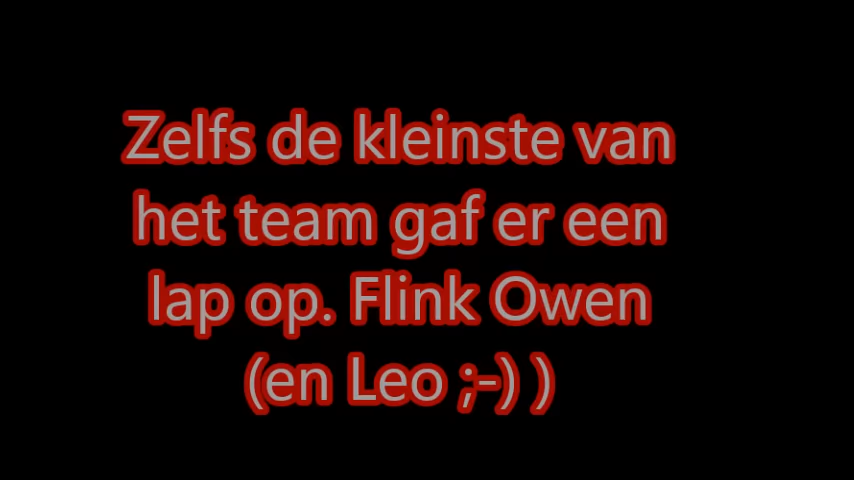 Zelfs de kleinste van
het team gaf er een
lap op. Flink Owen
(en Leo ;-) )